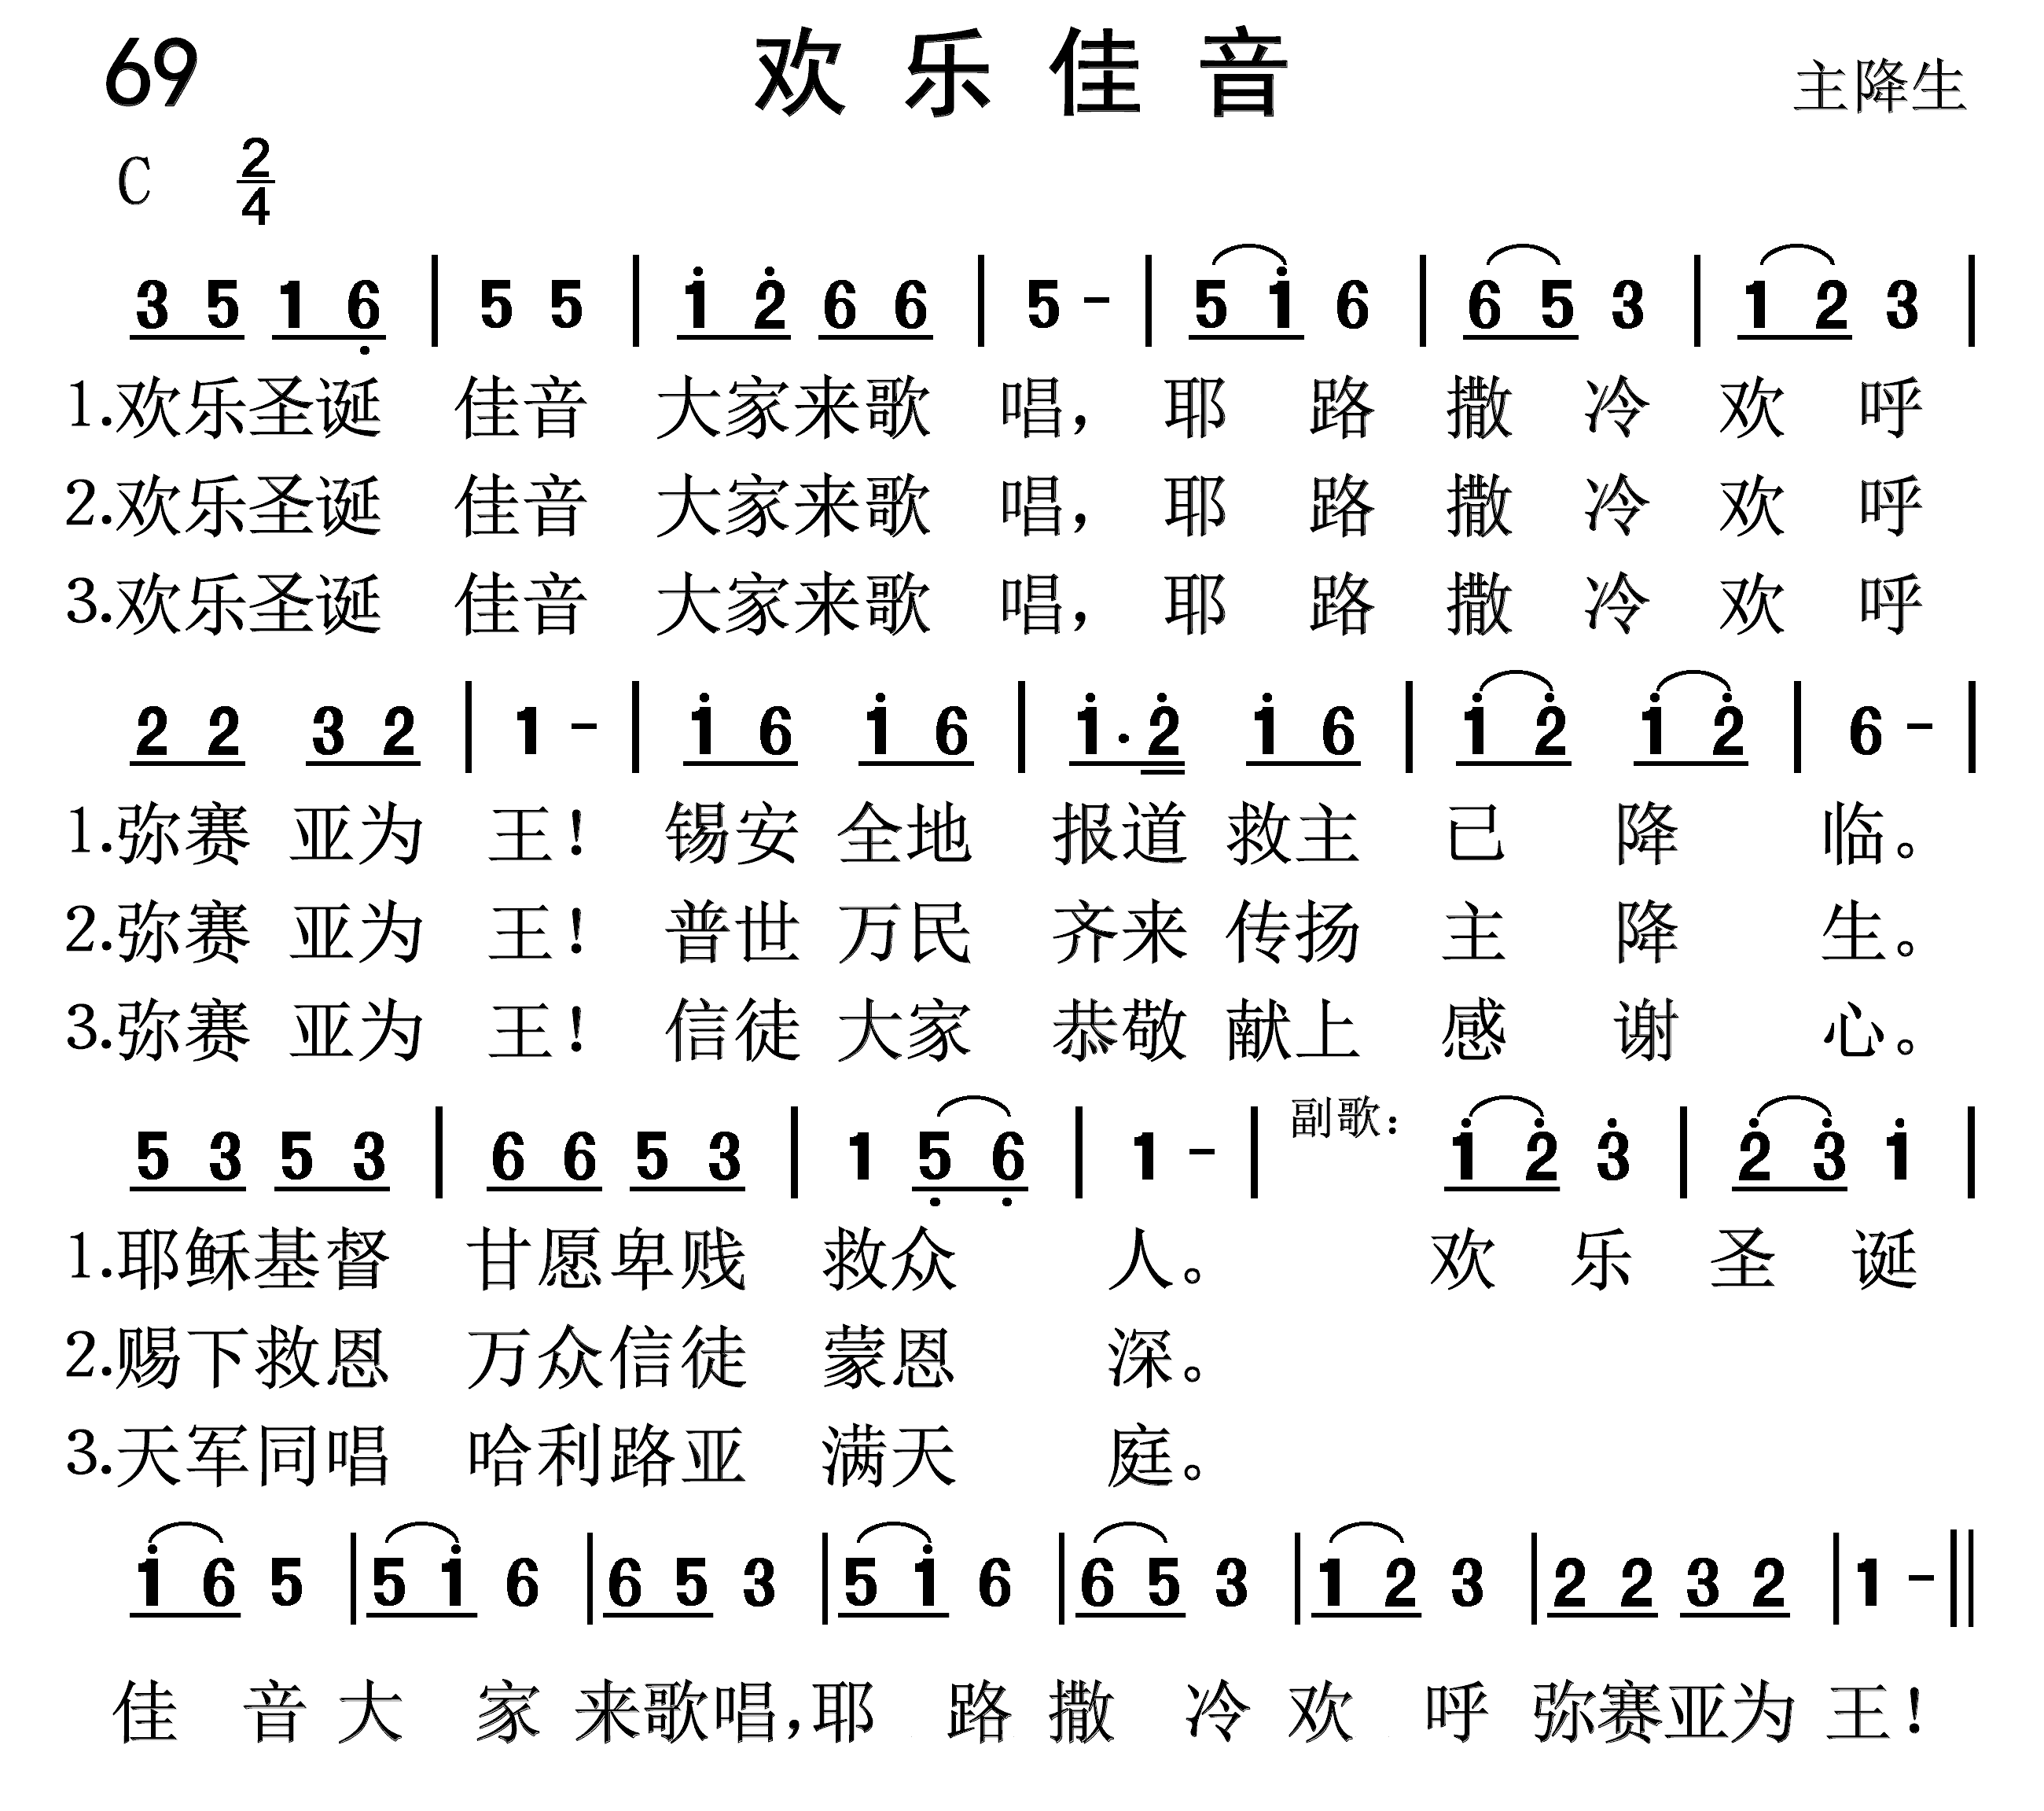 69 欢乐佳音 主降生
C 2/4
3 5 1 6̣ | 5 5 | 1̇ 2̇ 6 6 | 5 - | 5 1̇ 6 | 6 5 3 | 1 2 3 |
1.欢乐圣诞 佳音 大家来歌 唱， 耶 路 撒 冷 欢 呼
2.欢乐圣诞 佳音 大家来歌 唱， 耶 路 撒 冷 欢 呼
3.欢乐圣诞 佳音 大家来歌 唱， 耶 路 撒 冷 欢 呼
2 2 3 2 | 1 - | 1̇ 6 1̇ 6 | 1̇· 2̇ 1̇ 6 | 1̇ 2̇ 1̇ 2̇ | 6 - |
1.弥赛 亚为 王！ 锡安 全地 报道 救主 已 降 临。
2.弥赛 亚为 王！ 普世 万民 齐来 传扬 主 降 生。
3.弥赛 亚为 王！ 信徒 大家 恭敬 献上 感 谢 心。
5 3 5 3 | 6 6 5 3 | 1 5̣ 6̣ | 1 - | 副歌： 1̇ 2̇ 3̇ | 2̇ 3̇ 1̇ |
1.耶稣基督 甘愿卑贱 救众 人。 欢 乐 圣 诞
2.赐下救恩 万众信徒 蒙恩 深。
3.天军同唱 哈利路亚 满天 庭。
1̇ 6 5 | 5 1̇ 6 | 6 5 3 | 5 1̇ 6 | 6 5 3 | 1 2 3 | 2 2 3 2 | 1 - ‖
佳 音 大 家 来歌唱，耶 路 撒 冷 欢 呼 弥赛亚为 王！